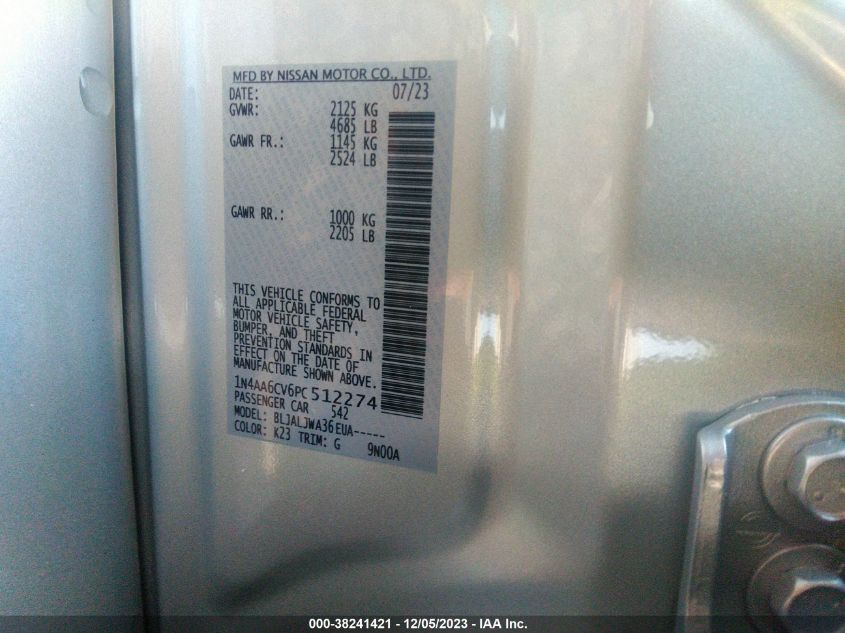 MFD BY NISSAN MOTOR CO., LTD.
DATE: 07/23
GVWR: 2125 KG
4685 LB
GAWR FR.: 1145 KG
2524 LB
GAWR RR.: 1000 KG
2205 LB
THIS VEHICLE CONFORMS TO
ALL APPLICABLE FEDERAL
MOTOR VEHICLE SAFETY,
BUMPER, AND THEFT
PREVENTION STANDARDS IN
EFFECT ON THE DATE OF
MANUFACTURE SHOWN ABOVE.
1N4AA6CV6PC512274
PASSENGER CAR 542
MODEL: BLJALJWA36EUA-----
COLOR: K23 TRIM: G 9N00A
000-38241421 - 12/05/2023 - IAA Inc.